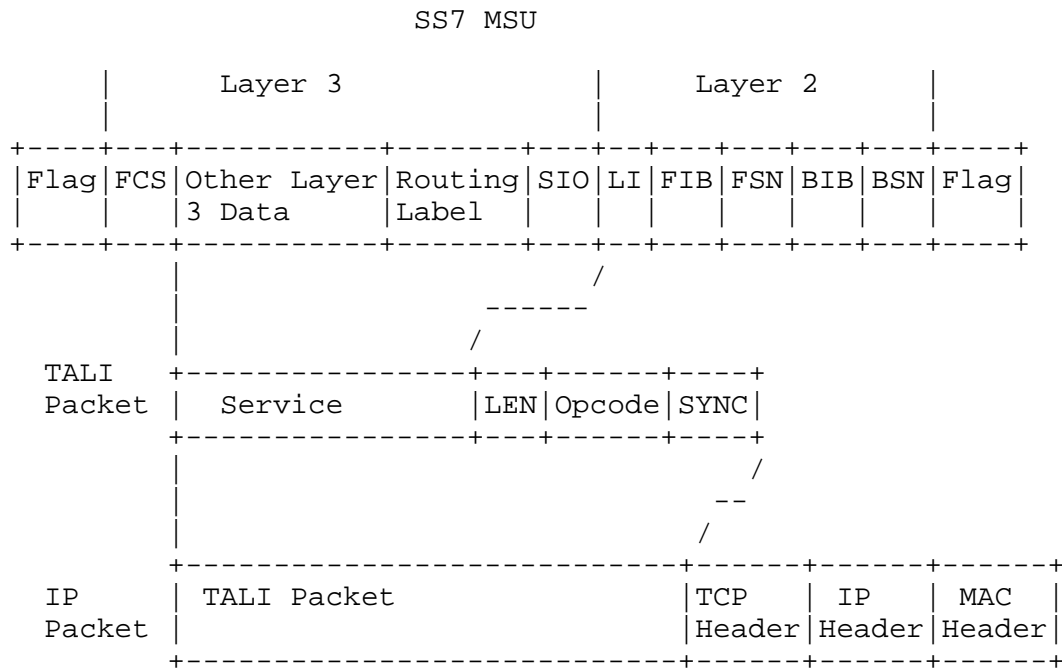 SS7 MSU
Layer 3 Layer 2
Flag FCS Other Layer Routing SIO LI FIB FSN BIB BSN Flag
3 Data Label
TALI
Packet Service LEN Opcode SYNC
IP TALI Packet TCP IP MAC
Packet Header Header Header